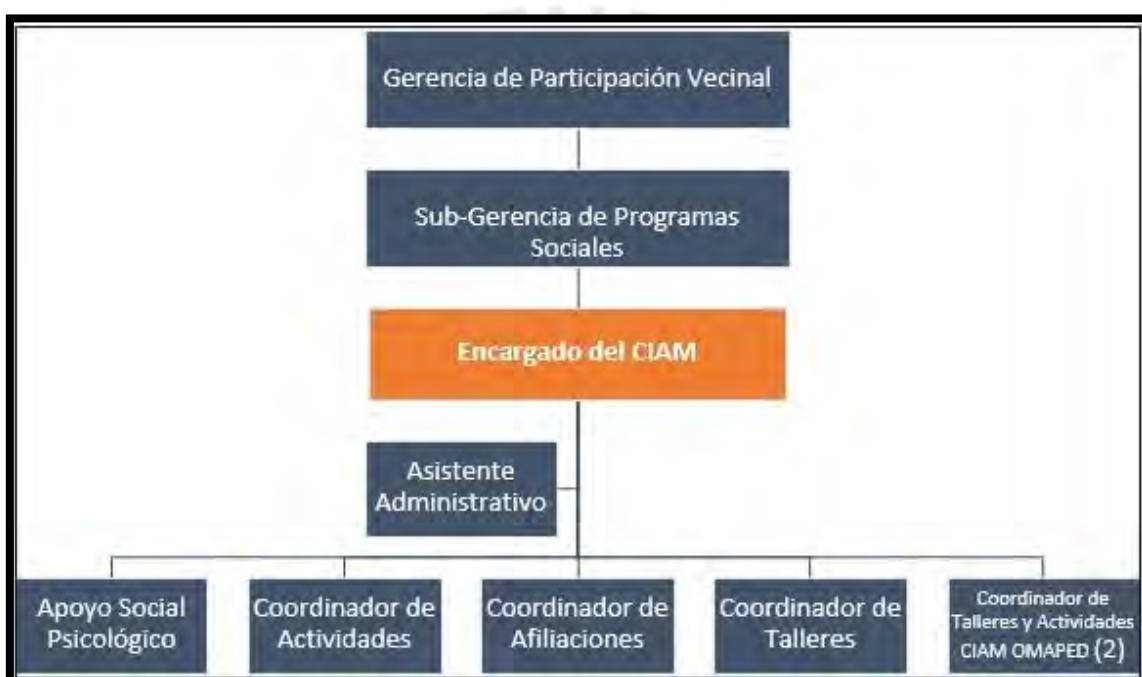 Gerencia de Participación Vecinal
Sub-Gerencia de Programas
Sociales
Encargado del CIAM
Asistente
Administrativo
Apoyo Social
Psicológico
Coordinador de
Actividades
Coordinador de
Afiliaciones
Coordinador de
Talleres
Coordinador de
Talleres y Actividades
CIAM OMAPED (2)